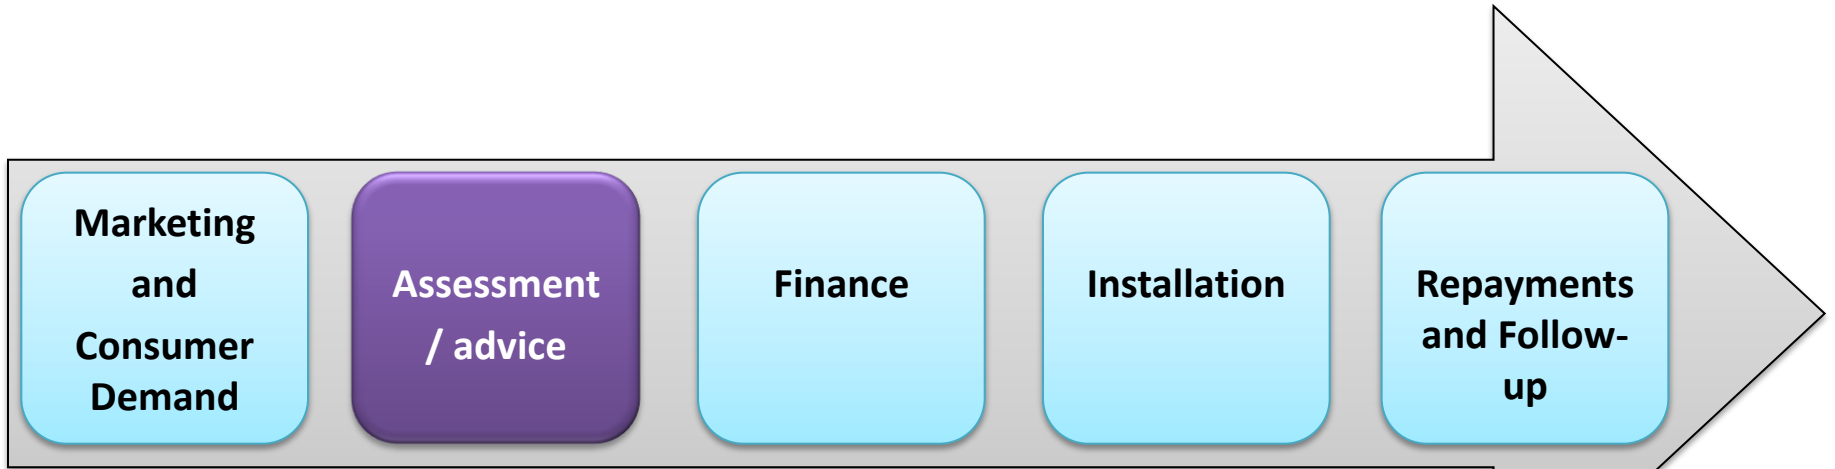 Marketing
and
Consumer
Demand
Assessment
/ advice
Finance
Installation
Repayments
and Follow-
up